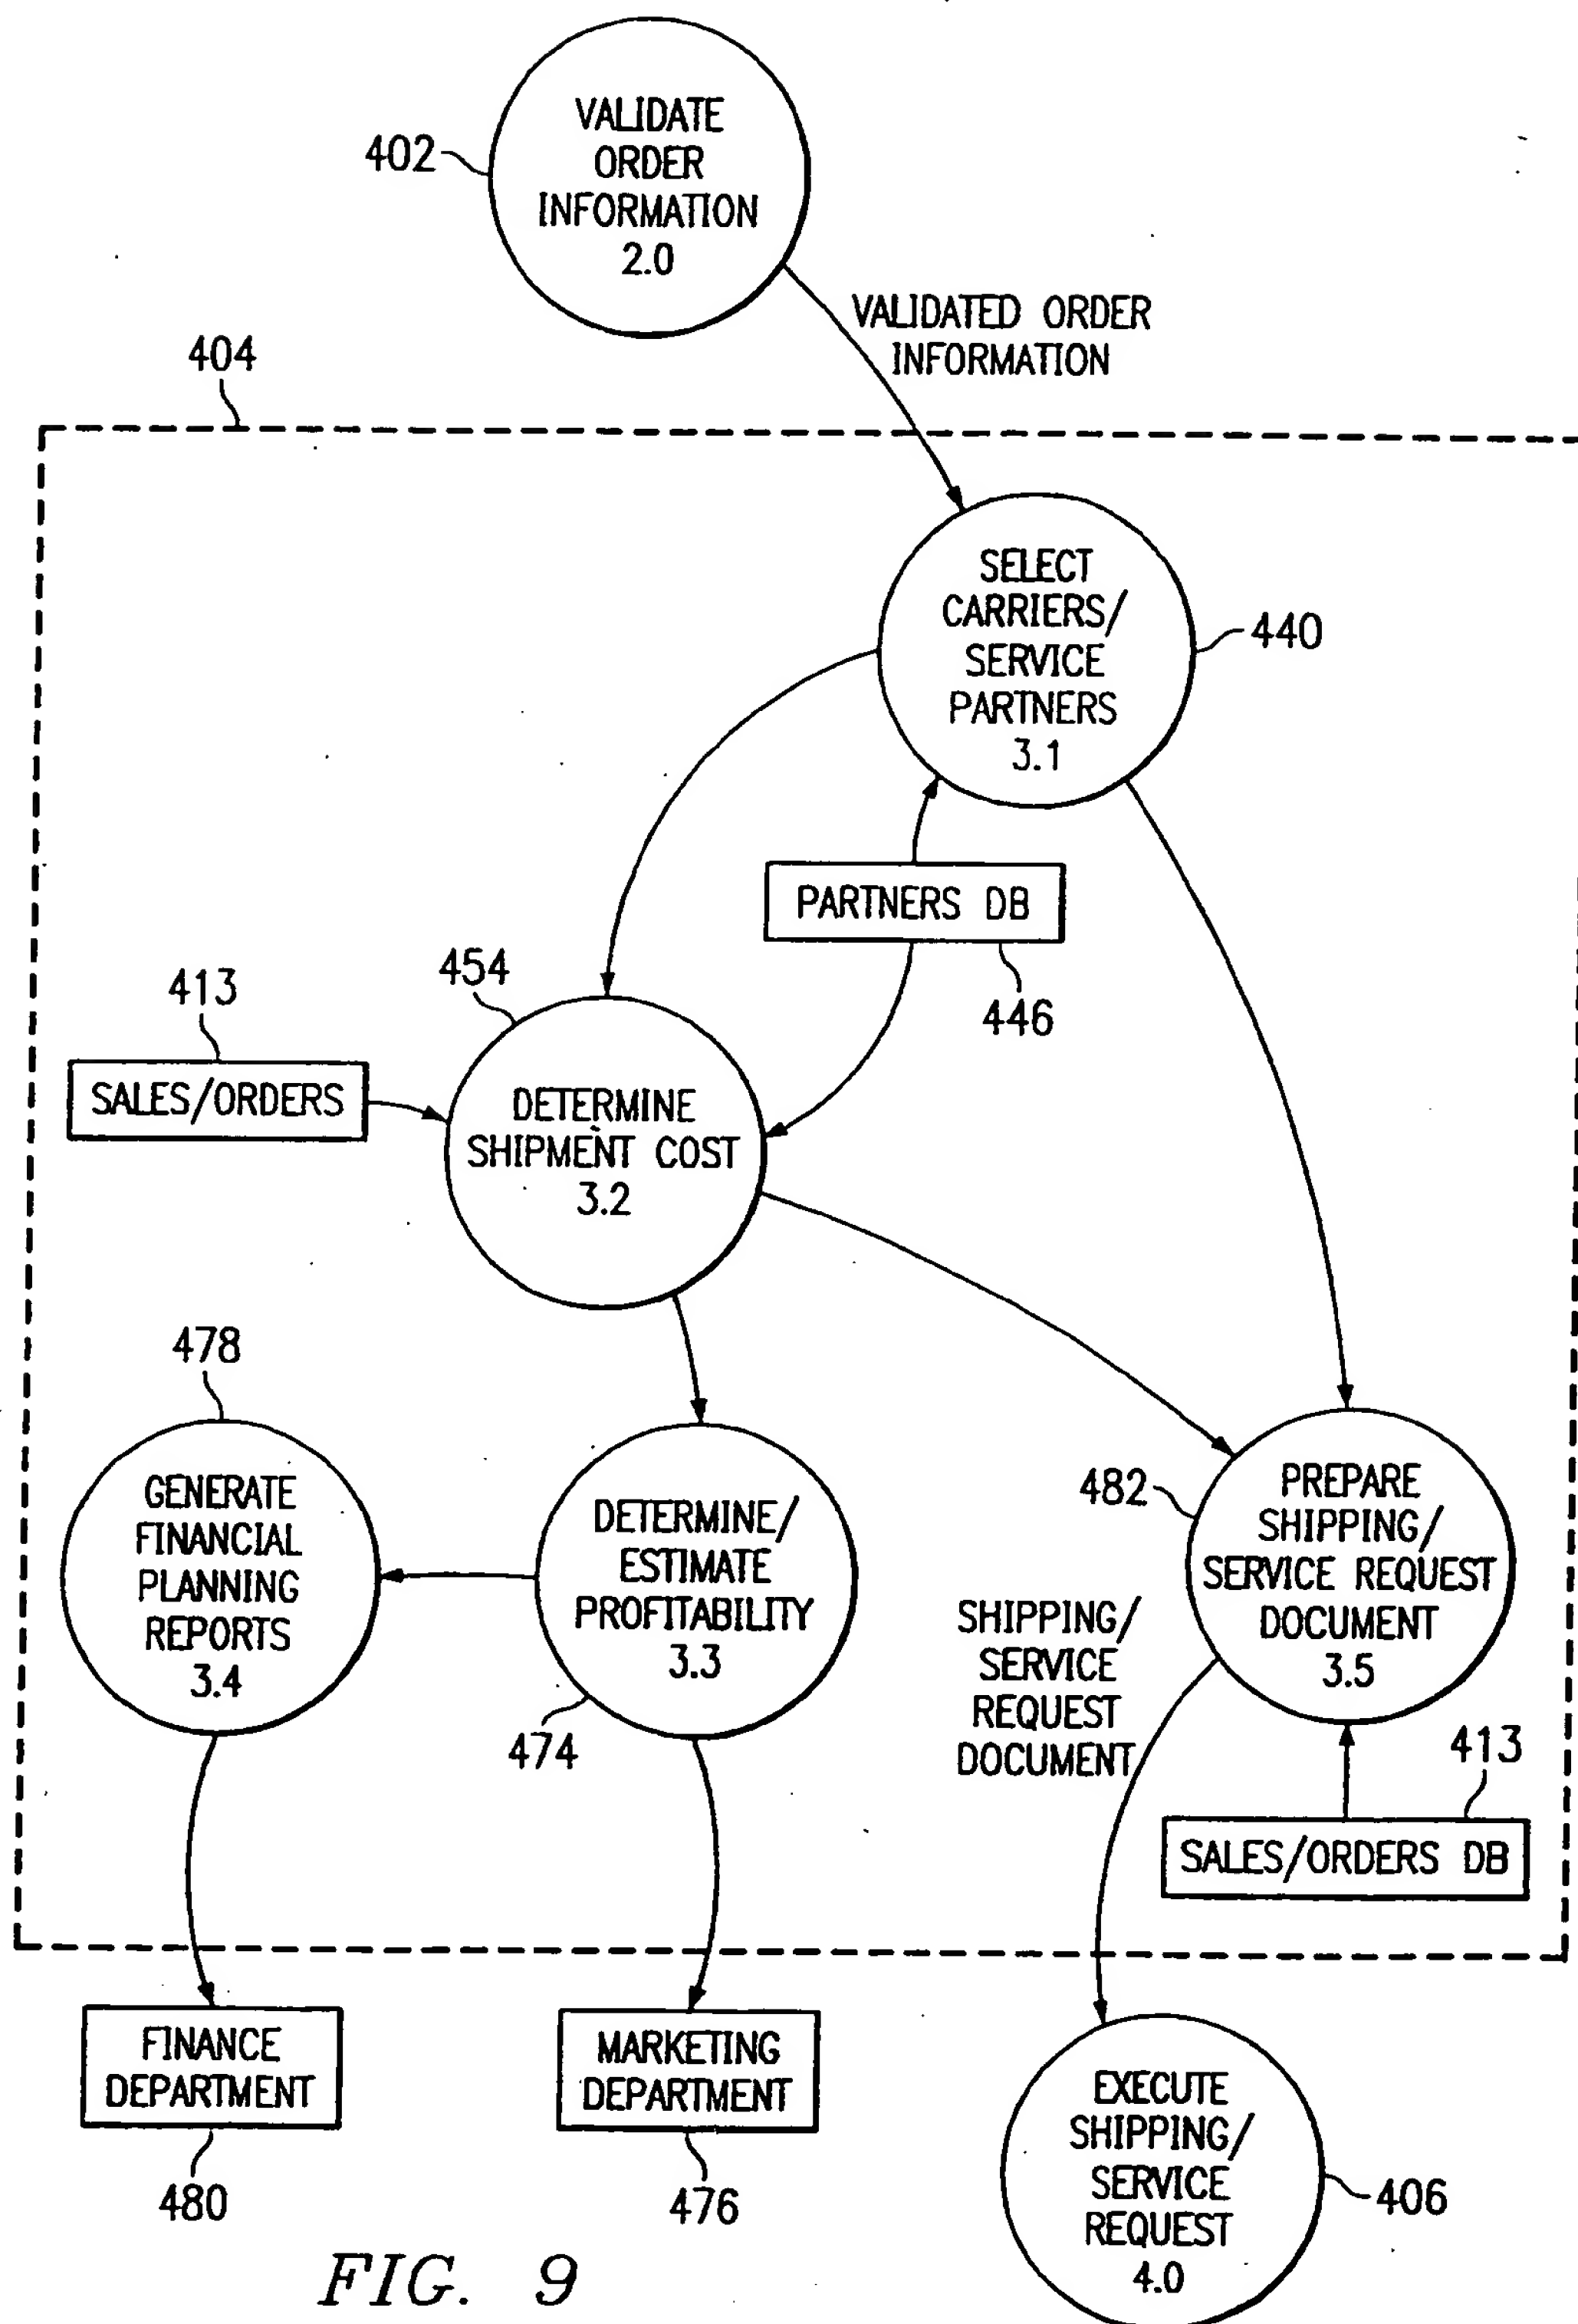 VALIDATE
ORDER
INFORMATION
2.0
402
VALIDATED ORDER
INFORMATION
404
SELECT
CARRIERS/
SERVICE
PARTNERS
3.1
440
PARTNERS DB
446
454
413
SALES/ORDERS
DETERMINE
SHIPMENT COST
3.2
478
GENERATE
FINANCIAL
PLANNING
REPORTS
3.4
DETERMINE/
ESTIMATE
PROFITABILITY
3.3
474
482
PREPARE
SHIPPING/
SERVICE REQUEST
DOCUMENT
3.5
SHIPPING/
SERVICE
REQUEST
DOCUMENT
413
SALES/ORDERS DB
FINANCE
DEPARTMENT
480
MARKETING
DEPARTMENT
476
EXECUTE
SHIPPING/
SERVICE
REQUEST
4.0
406
FIG. 9